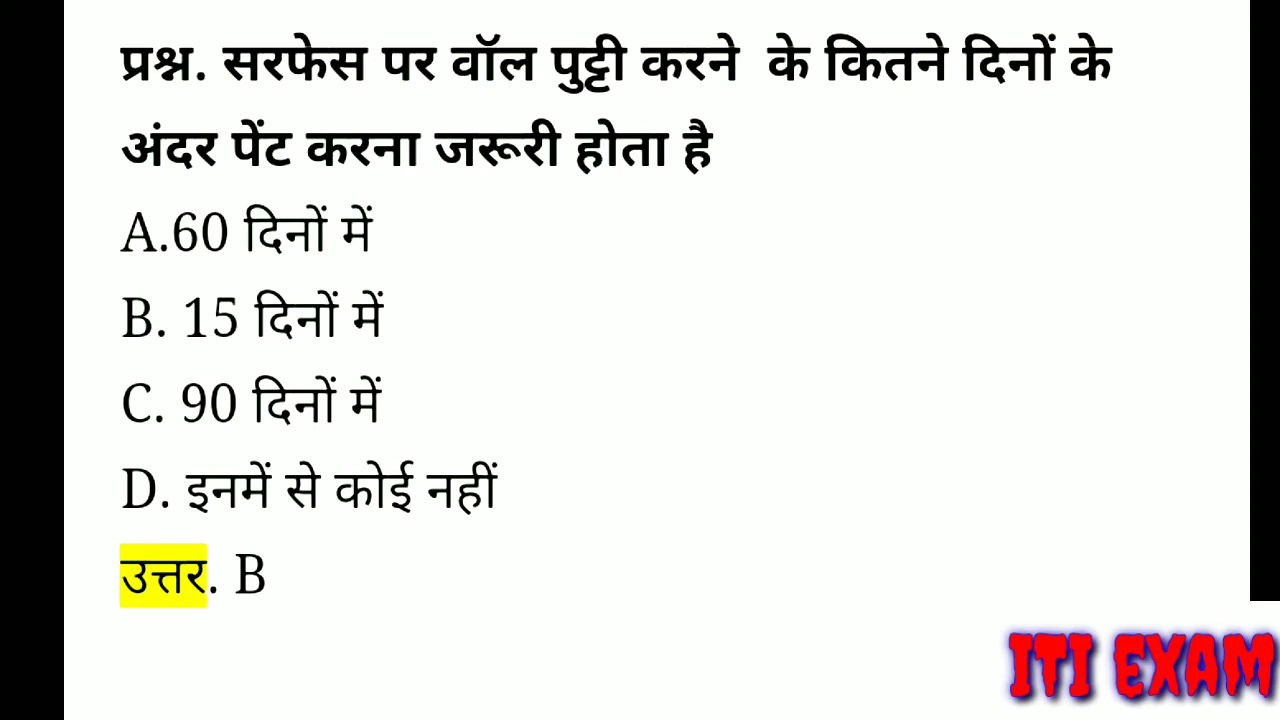 प्रश्न. सरफेस पर वॉल पुट्टी करने के कितने दिनों के
अंदर पेंट करना जरूरी होता है
A.60 दिनों में
B. 15 दिनों में
C. 90 दिनों में
D. इनमें से कोई नहीं
उत्तर. B
ITI EXAM